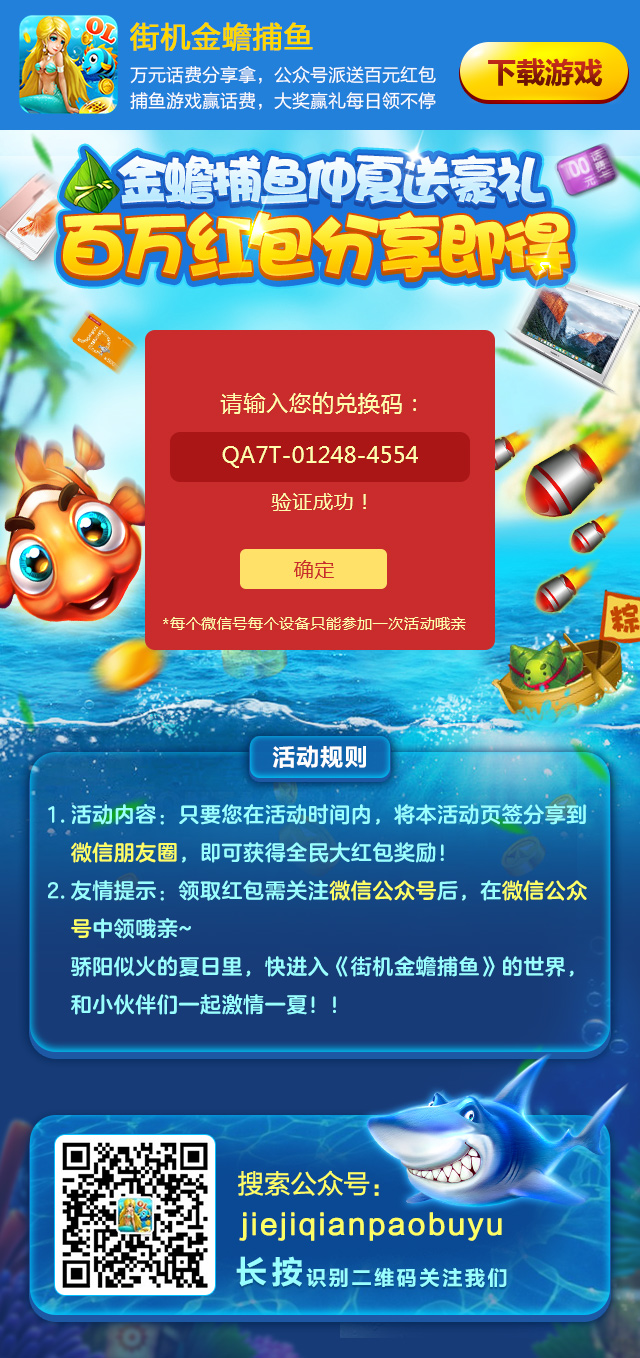 OL
街机金蟾捕鱼
万元话费分享拿，公众号派送百元红包
捕鱼游戏赢话费，大奖赢礼每日领不停
下载游戏
金蟾捕鱼仲夏送豪礼
百万红包分享即得
100
元
请输入您的兑换码：
QA7T-01248-4554
验证成功！
确定
*每个微信号每个设备只能参加一次活动哦亲
粽
活动规则
1. 活动内容：只要您在活动时间内，将本活动页签分享到
微信朋友圈，即可获得全民大红包奖励！
2. 友情提示：领取红包需关注微信公众号后，在微信公众
号中领哦亲~
骄阳似火的夏日里，快进入《街机金蟾捕鱼》的世界，
和小伙伴们一起激情一夏！！
搜索公众号：
jiejiqianpaobuyu
长按识别二维码关注我们